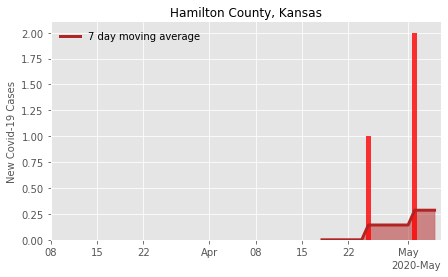 Hamilton County, Kansas
7 day moving average
New Covid-19 Cases
2.00
1.75
1.50
1.25
1.00
0.75
0.50
0.25
0.00
08 15 22 Apr 08 15 22 May
2020-May